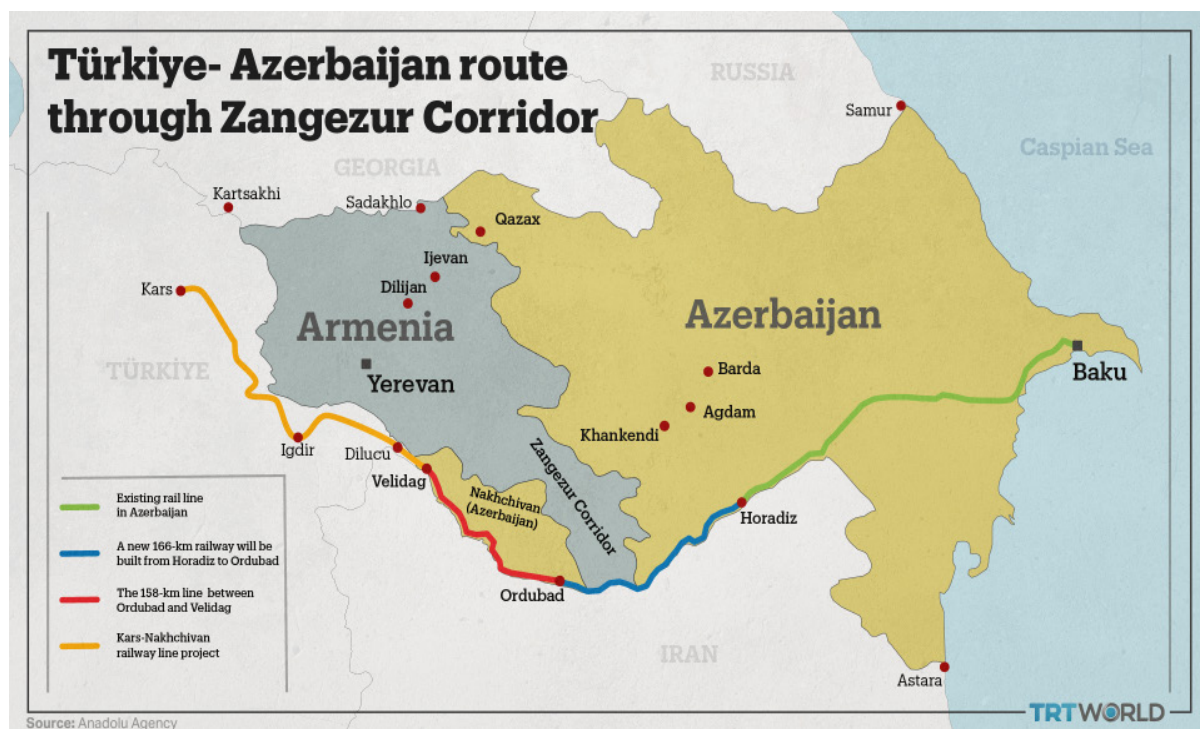 Türkiye- Azerbaijan route
through Zangezur Corridor
RUSSIA
Samur
Caspian Sea
GEORGIA
Kartsakhi
Sadakhlo
Qazax
Ijevan
Kars
Dilijan
Armenia
Azerbaijan
TÜRKİYE
Yerevan
Barda
Baku
Agdam
Khankendi
Igdir
Dilucu
Velidag
Zangezur Corridor
Nakhchivan
(Azerbaijan)
Horadiz
Ordubad
IRAN
Astara
Existing rail line
in Azerbaijan
A new 166-km railway will be
built from Horadiz to Ordubad
The 158-km line between
Ordubad and Velidag
Kars-Nakhchivan
railway line project
Source: Anadolu Agency
TRTWORLD